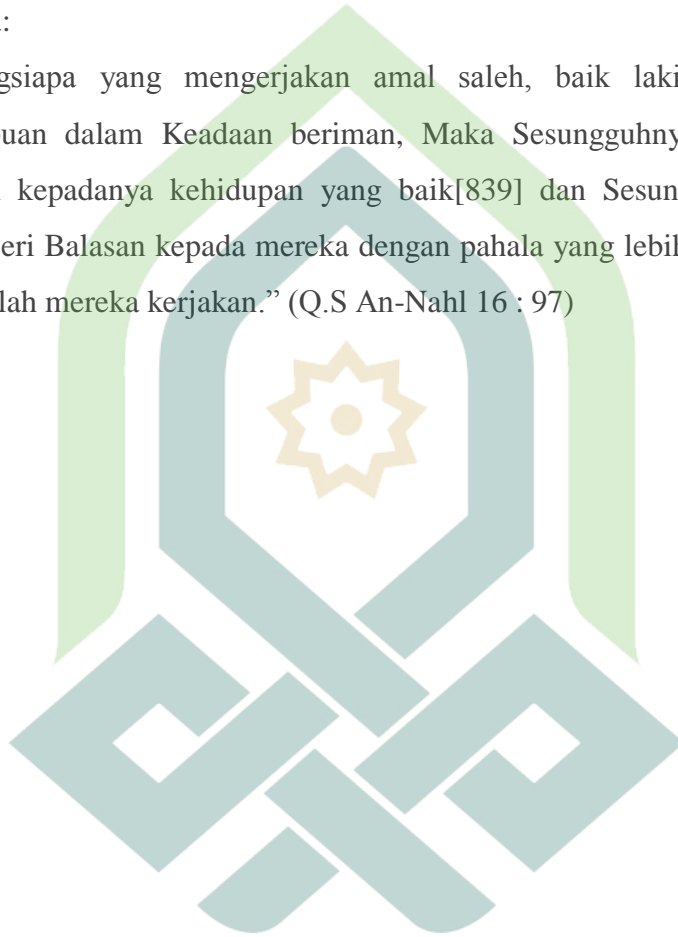 :
gsiapa yang mengerjakan amal saleh, baik laki
puan dalam Keadaan beriman, Maka Sesungguhny
kepadanya kehidupan yang baik[839] dan Sesun
eri Balasan kepada mereka dengan pahala yang lebih
lah mereka kerjakan.” (Q.S An-Nahl 16 : 97)